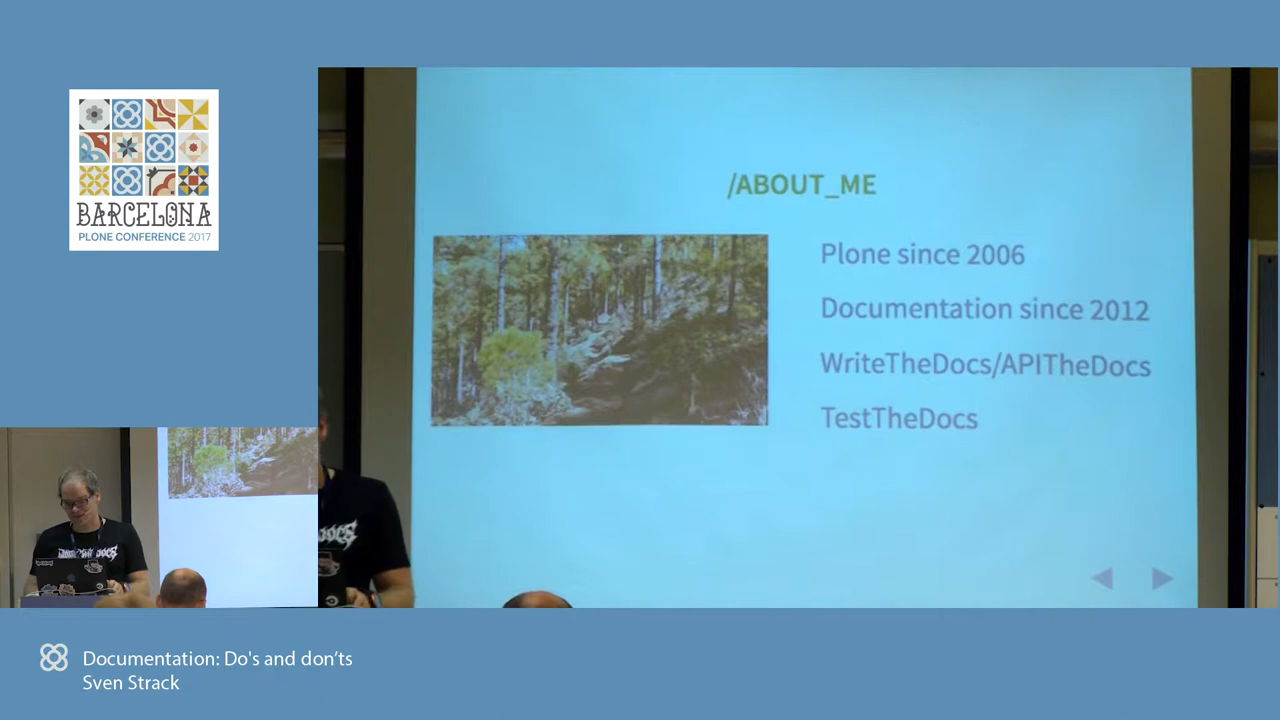 BARCELONA
PLONE CONFERENCE 2017
/ABOUT_ME
Plone since 2006
Documentation since 2012
WriteTheDocs/APITheDocs
TestTheDocs
Documentation: Do's and don’ts
Sven Strack